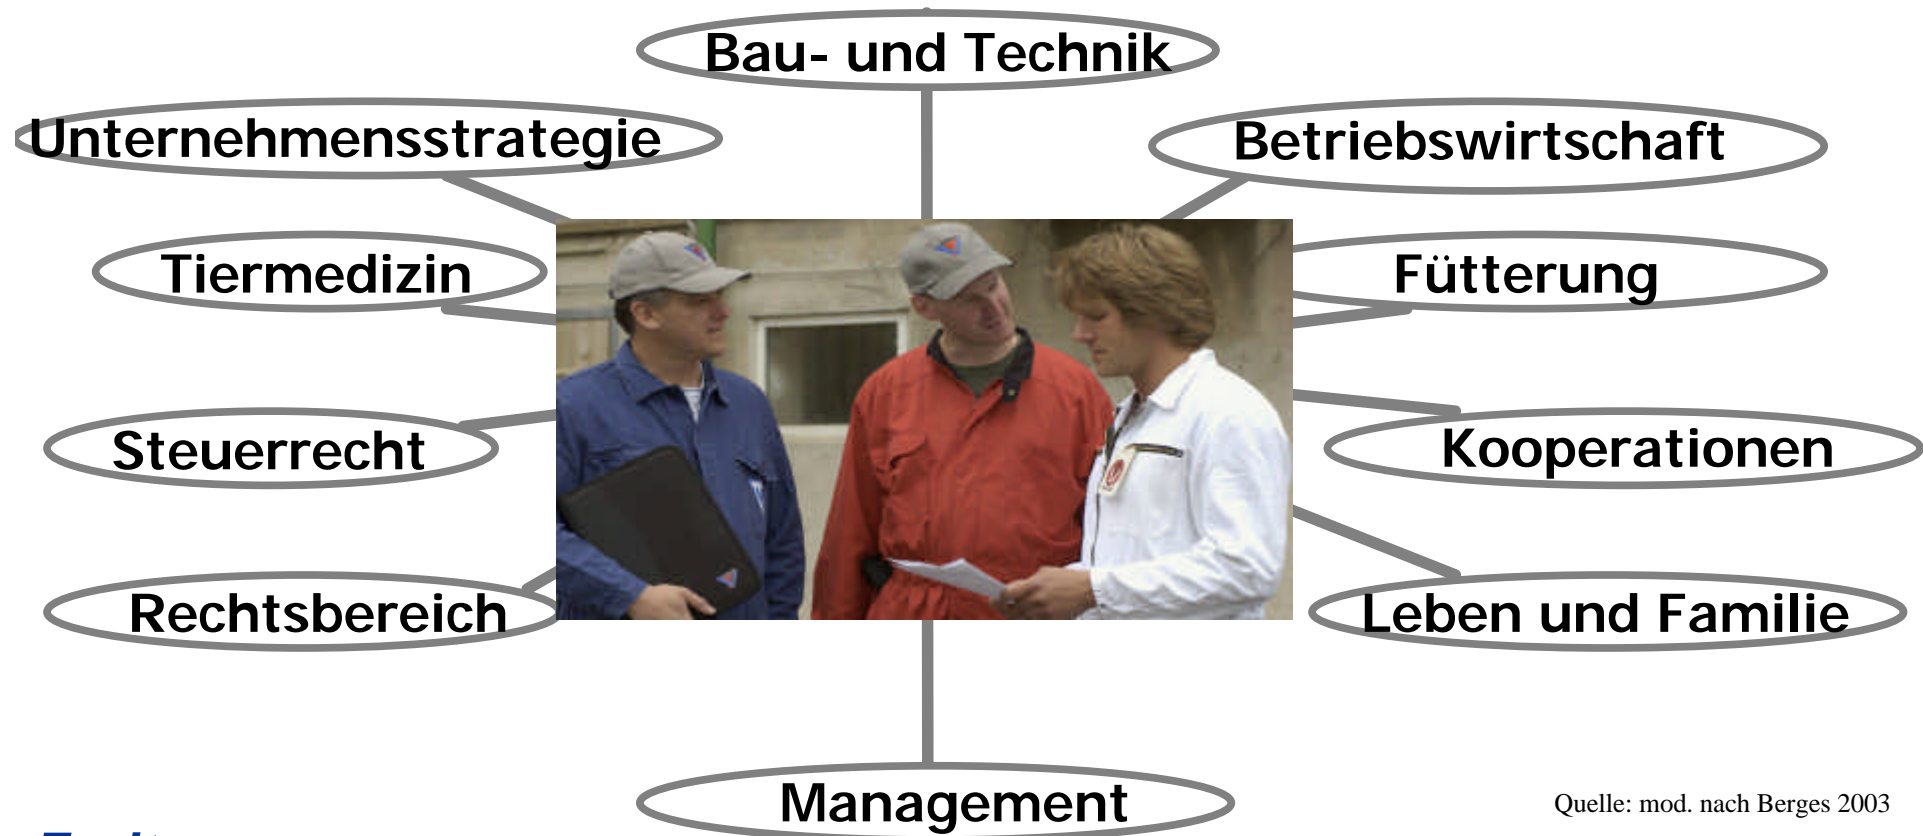 Bau- und Technik
Unternehmensstrategie
Betriebswirtschaft
Tiermedizin
Fütterung
Steuerrecht
Kooperationen
Rechtsbereich
Leben und Familie
Management
Quelle: mod. nach Berges 2003